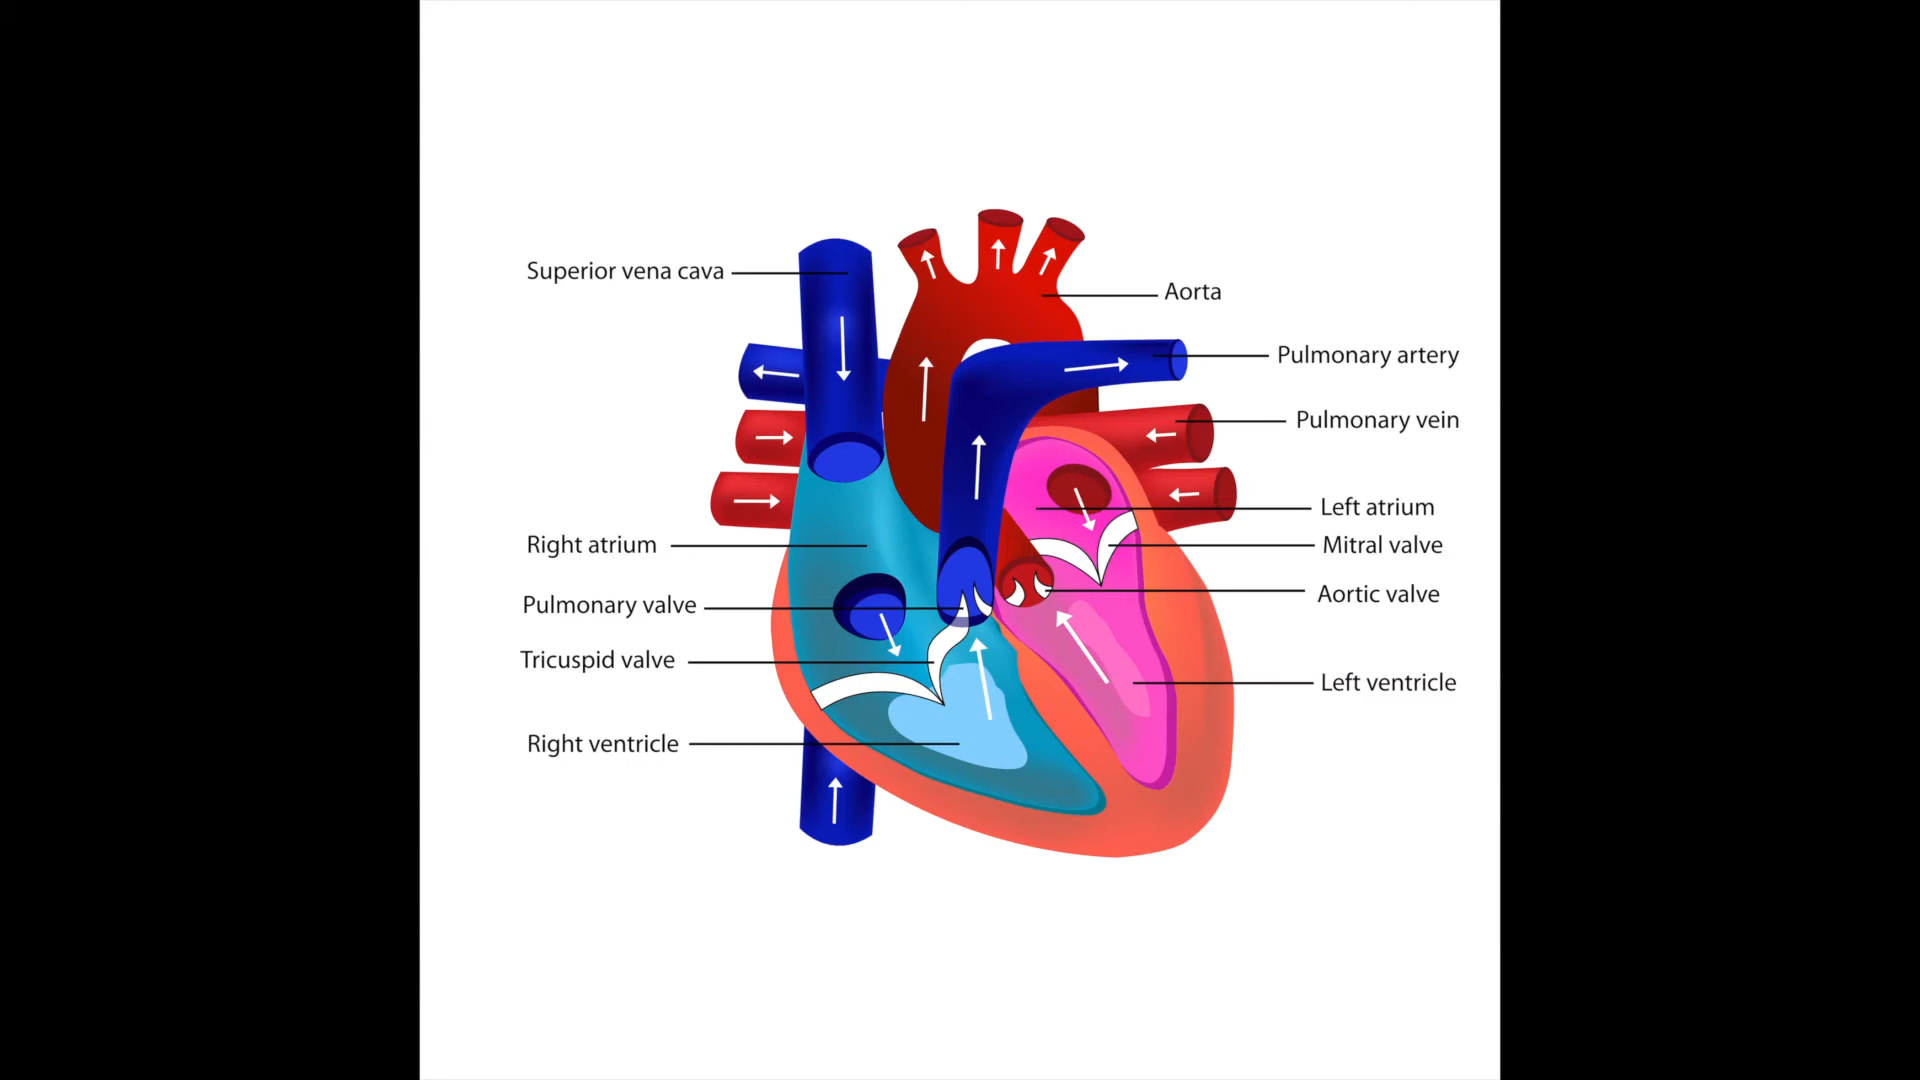 Superior vena cava
Aorta
Pulmonary artery
Pulmonary vein
Left atrium
Right atrium
Mitral valve
Aortic valve
Pulmonary valve
Tricuspid valve
Left ventricle
Right ventricle